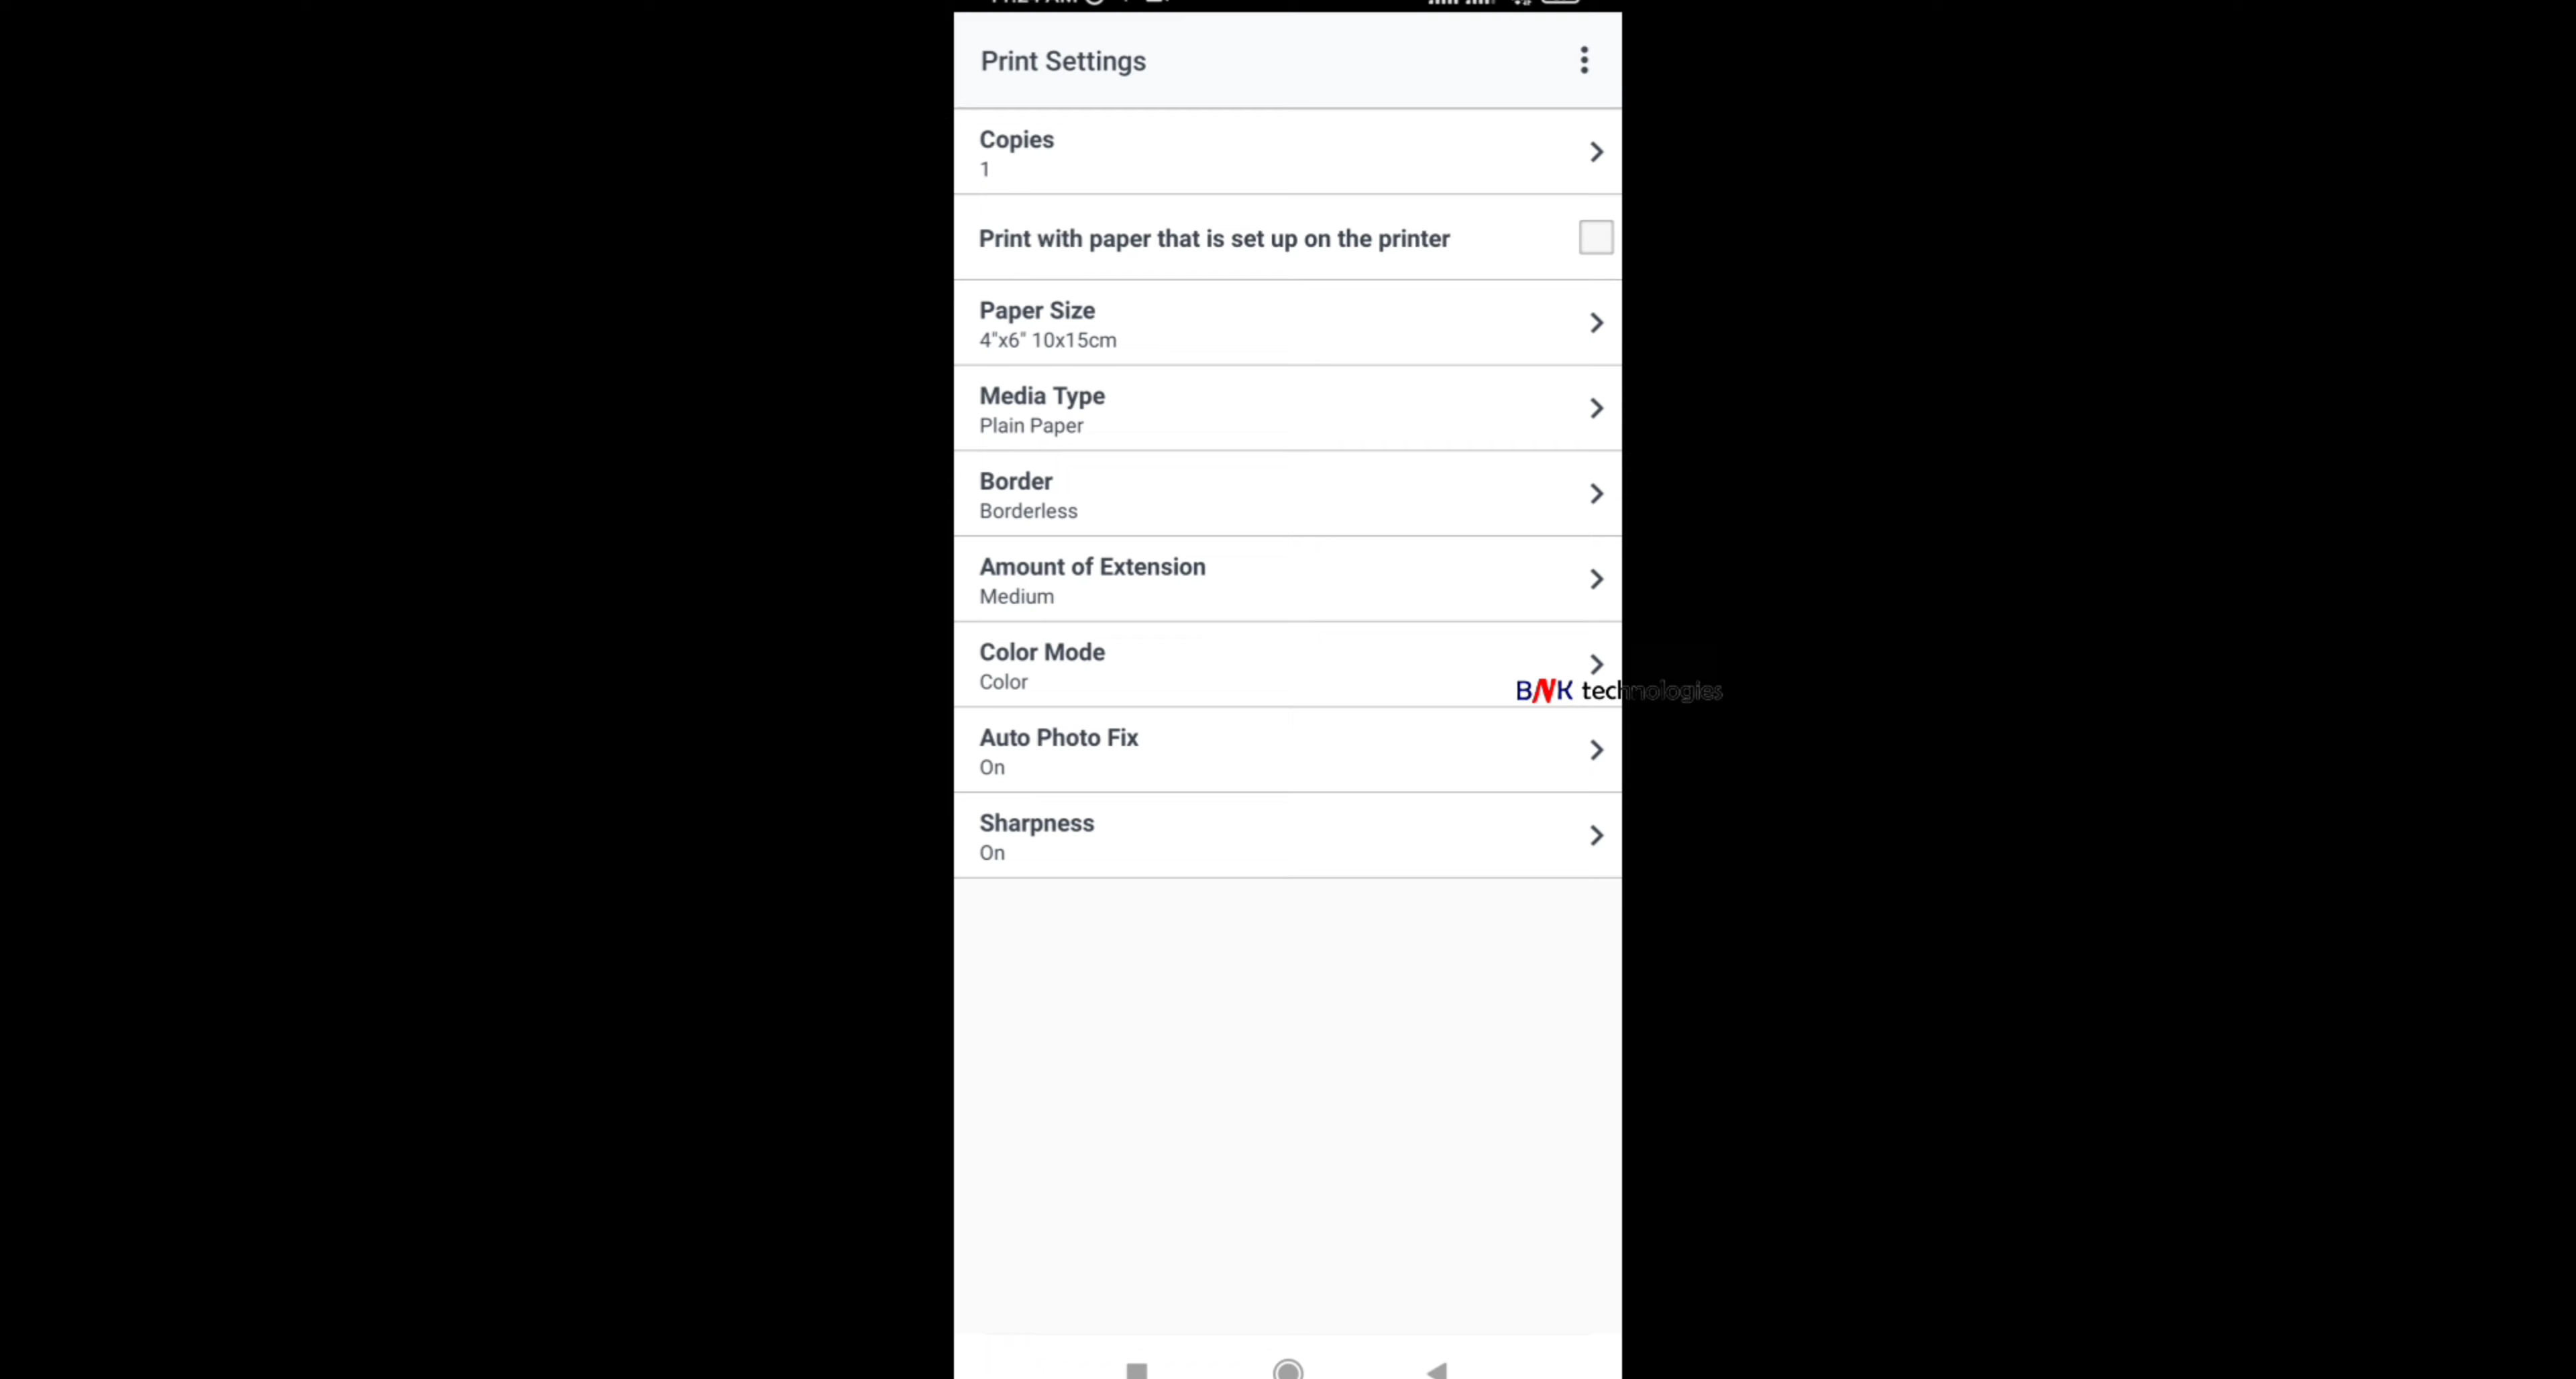 Print Settings
Copies
1
Print with paper that is set up on the printer
Paper Size
4"x6" 10x15cm
Media Type
Plain Paper
Border
Borderless
Amount of Extension
Medium
Color Mode
Color
BNK technologies
Auto Photo Fix
On
Sharpness
On